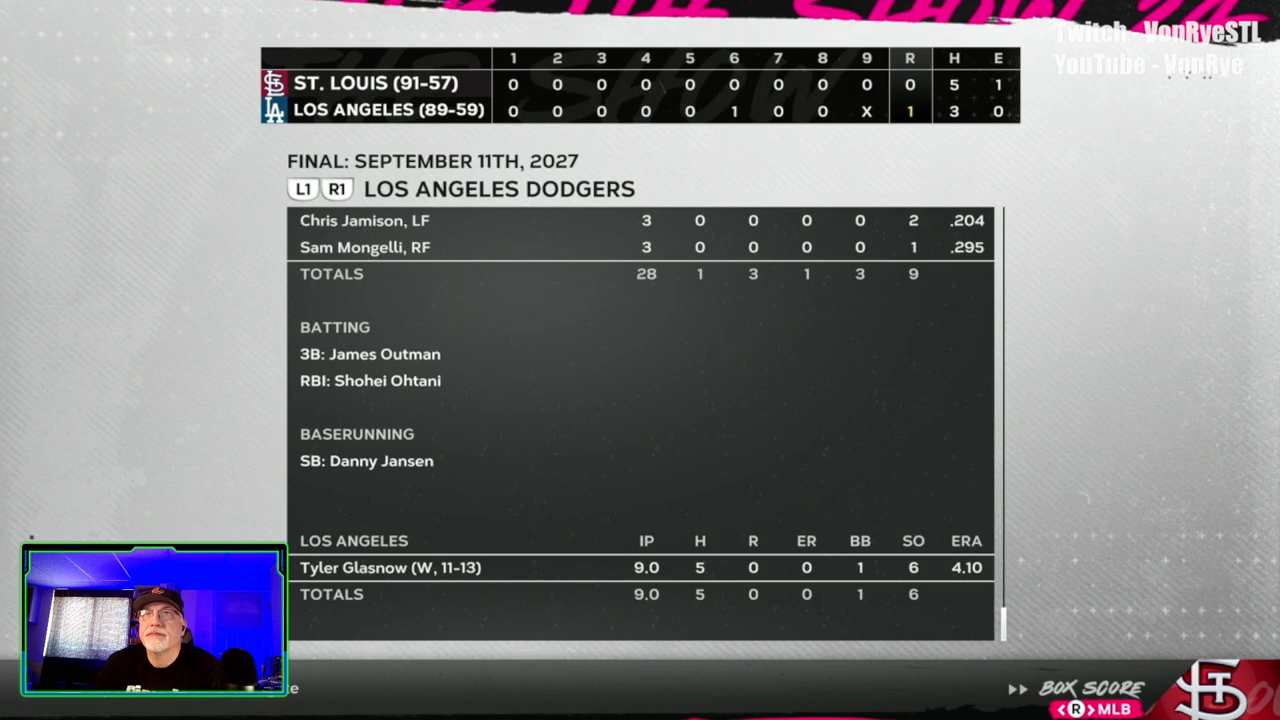 THE SHOW 24
Twitch - VonRyeSTL
YouTube - VonRye
1 2 3 4 5 6 7 8 9 R H E
ST. LOUIS (91-57) 0 0 0 0 0 0 0 0 0 0 5 1
LOS ANGELES (89-59) 0 0 0 0 0 1 0 0 X 1 3 0
FINAL: SEPTEMBER 11TH, 2027
L1 R1 LOS ANGELES DODGERS
Chris Jamison, LF 3 0 0 0 0 2 .204
Sam Mongelli, RF 3 0 0 0 0 1 .295
TOTALS 28 1 3 1 3 9
BATTING
3B: James Outman
RBI: Shohei Ohtani
BASERUNNING
SB: Danny Jansen
LOS ANGELES IP H R ER BB SO ERA
Tyler Glasnow (W, 11-13) 9.0 5 0 0 1 6 4.10
TOTALS 9.0 5 0 0 1 6
BOX SCORE
R MLB